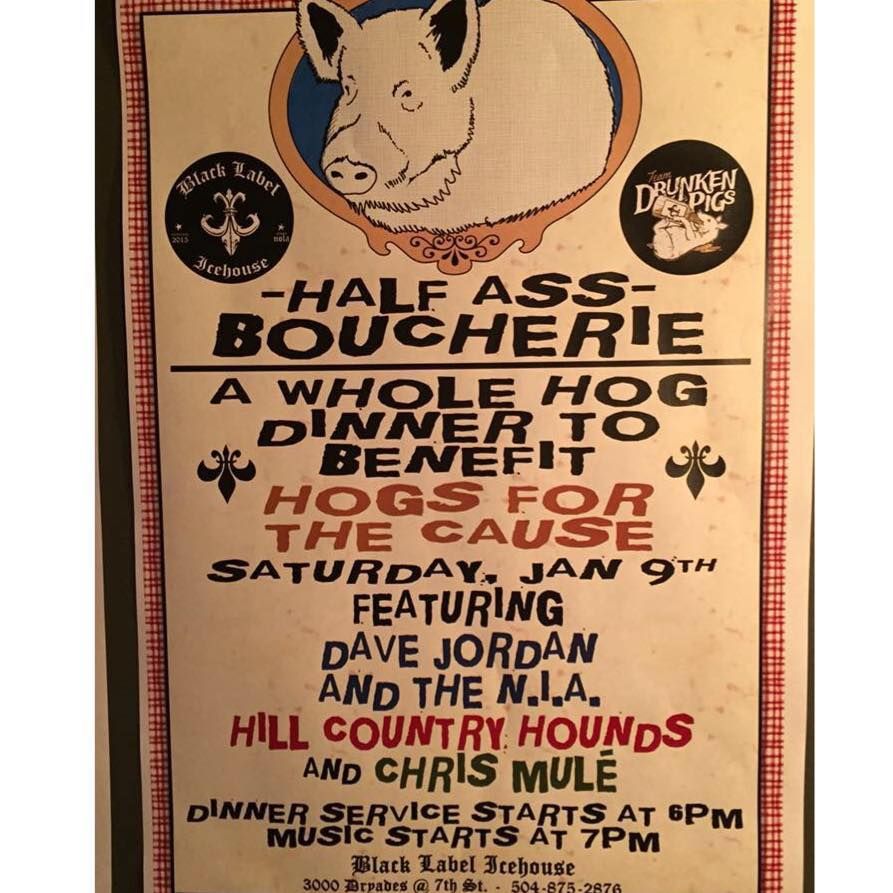 Black Label
2015
nola
Icehouse
Team
DRUNKEN
PIGS
-HALF ASS-
BOUCHERIE
A WHOLE HOG
DINNER TO
BENEFIT
HOGS FOR
THE CAUSE
SATURDAY, JAN 9TH
FEATURING
DAVE JORDAN
AND THE N.I.A.
HILL COUNTRY HOUNDS
AND CHRIS MULÉ
DINNER SERVICE STARTS AT 6PM
MUSIC STARTS AT 7PM
Black Label Icehouse
3000 Dryades @ 7th St. - 504-875-2876